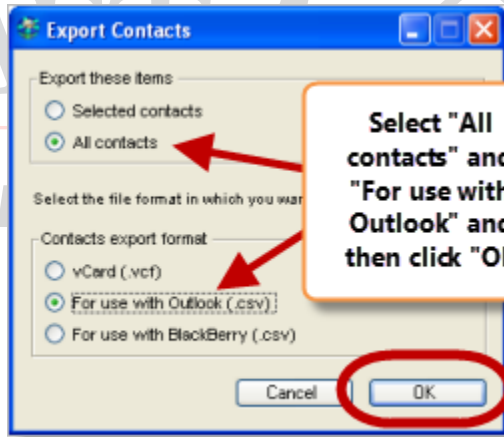 Export Contacts
Export these items
Selected contacts
All contacts
Select "All
contacts" and
"For use with
Outlook" and
then click "OK
Select the file format in which you
Contacts export format
vCard (.vcf)
For use with Outlook (.csv)
For use with BlackBerry (.csv)
Cancel
OK